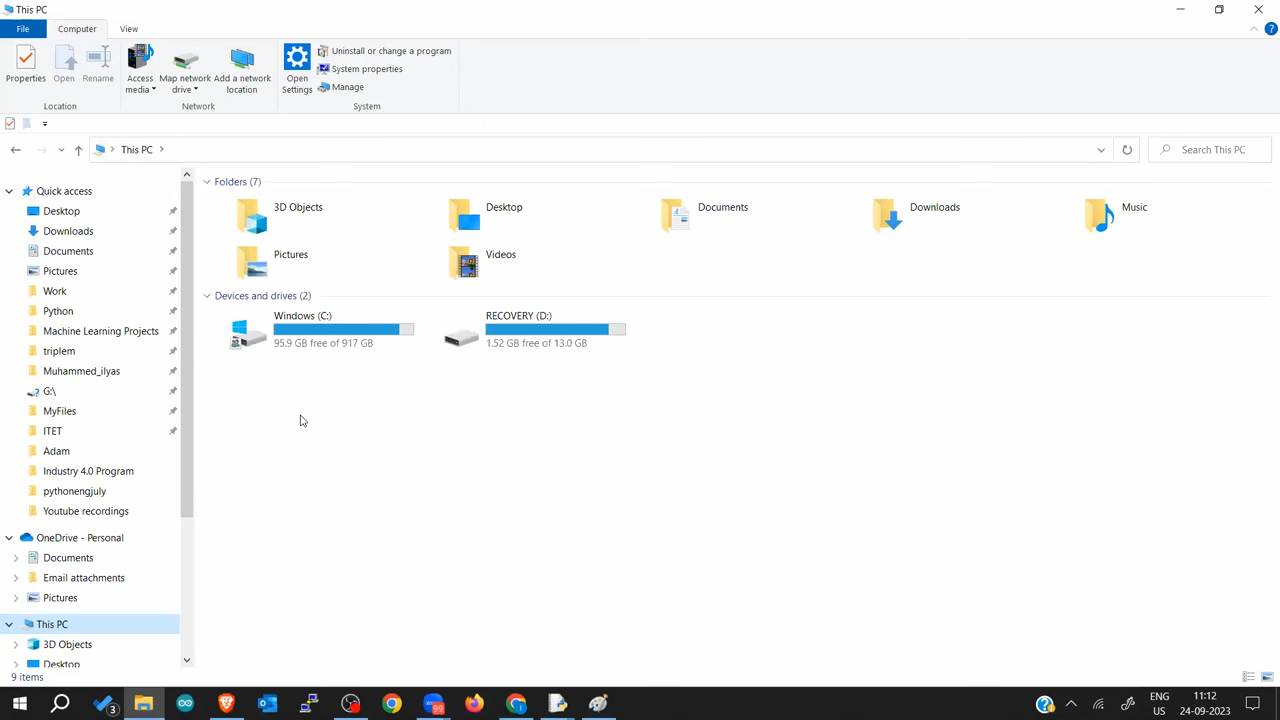 This PC
File
Computer
View
Properties
Open
Rename
Access media
Map network drive
Add a network location
Open Settings
Uninstall or change a program
System properties
Manage
Location
Network
System
This PC
Search This PC
Quick access
Desktop
Downloads
Documents
Pictures
Work
Python
Machine Learning Projects
triplem
Muhammed_ilyas
G:\
MyFiles
ITET
Adam
Industry 4.0 Program
pythonengjuly
Youtube recordings
OneDrive - Personal
Documents
Email attachments
Pictures
This PC
3D Objects
Desktop
Folders (7)
3D Objects
Desktop
Documents
Downloads
Music
Pictures
Videos
Devices and drives (2)
Windows (C:)
95.9 GB free of 917 GB
RECOVERY (D:)
1.52 GB free of 13.0 GB
9 items
3
99
ENG
US
11:12
24-09-2023